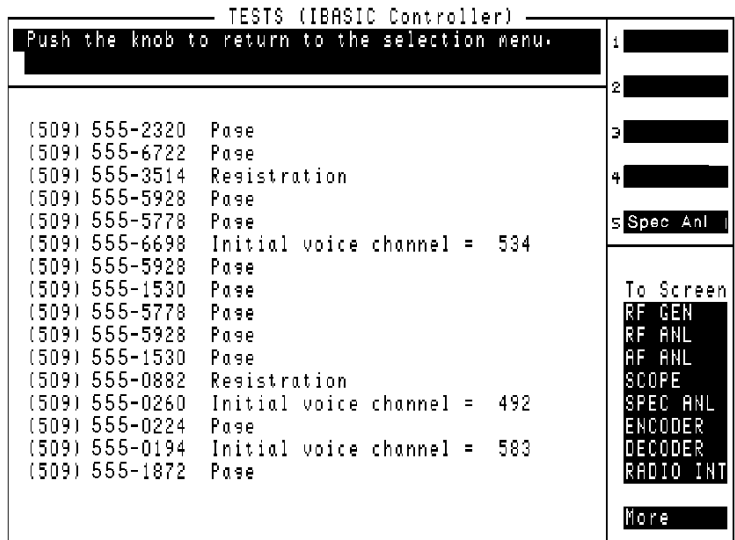 TESTS (IBASIC Controller)
Push the knob to return to the selection menu.
(509) 555-2320 Page
(509) 555-6722 Page
(509) 555-3514 Registration
(509) 555-5928 Page
(509) 555-5778 Page
(509) 555-6698 Initial voice channel = 534
(509) 555-5928 Page
(509) 555-1530 Page
(509) 555-5778 Page
(509) 555-5928 Page
(509) 555-1530 Page
(509) 555-0882 Registration
(509) 555-0260 Initial voice channel = 492
(509) 555-0224 Page
(509) 555-0194 Initial voice channel = 583
(509) 555-1872 Page
1
2
3
4
5 Spec Anl
To Screen
RF GEN
RF ANL
AF ANL
SCOPE
SPEC ANL
ENCODER
DECODER
RADIO INT
More